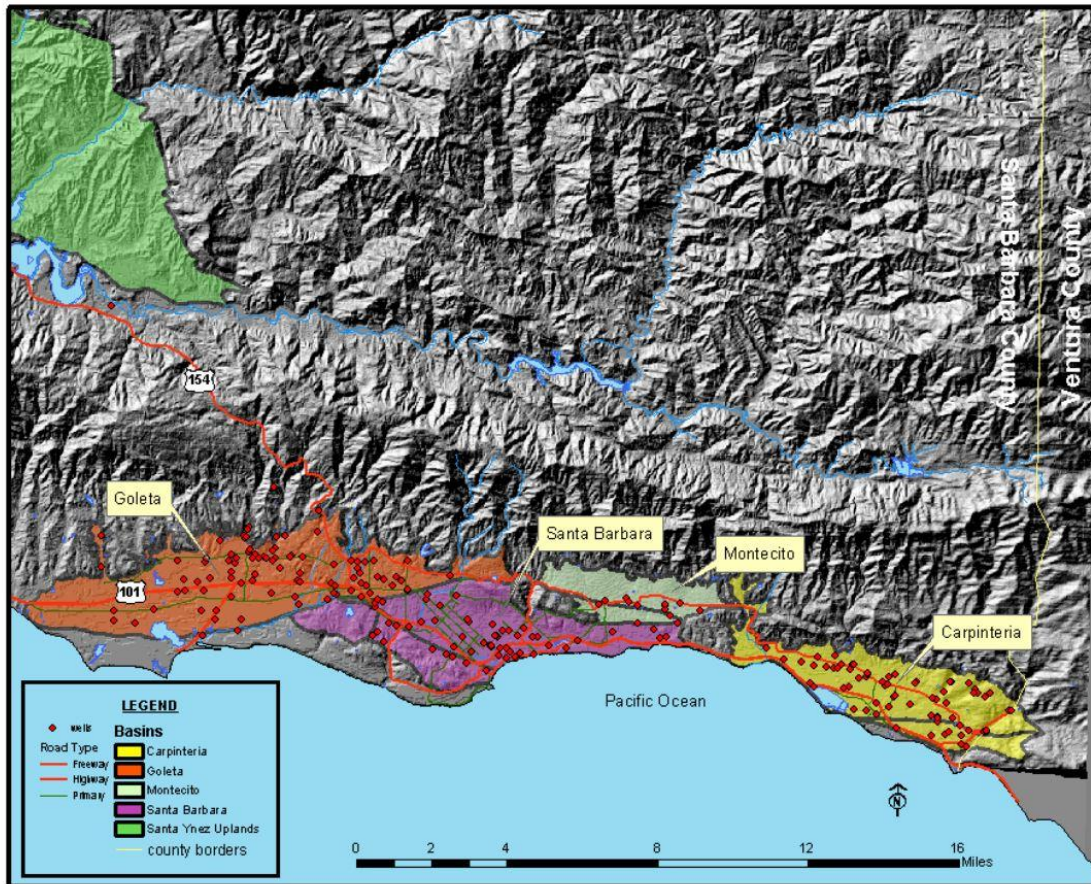 Santa Barbara County
Ventura County
154
Goleta
Santa Barbara
Montecito
101
Carpinteria
Pacific Ocean
LEGEND
wells
Road Type
Freeway
Highway
Primary
Basins
Carpinteria
Goleta
Montecito
Santa Barbara
Santa Ynez Uplands
county borders
N
0 2 4 8 12 16
Miles